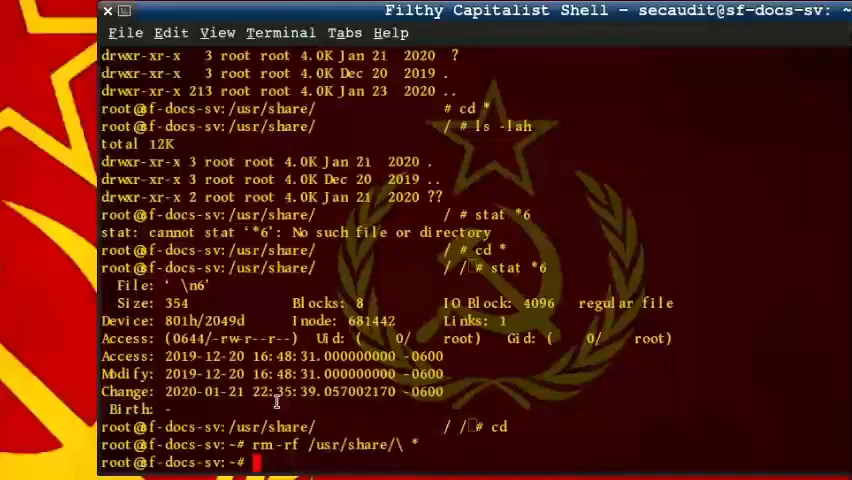 Filthy Capitalist Shell – secaudit@sf-docs-sv: ~
File Edit View Terminal Tabs Help
drwxr-xr-x 3 root root 4.0K Jan 21 2020 ?
drwxr-xr-x 3 root root 4.0K Dec 20 2019 .
drwxr-xr-x 213 root root 4.0K Jan 23 2020 ..
root@sf-docs-sv:/usr/share/ # cd *
root@sf-docs-sv:/usr/share/ / # ls -lah
total 12K
drwxr-xr-x 3 root root 4.0K Jan 21 2020 .
drwxr-xr-x 3 root root 4.0K Dec 20 2019 ..
drwxr-xr-x 2 root root 4.0K Jan 21 2020 ??
root@sf-docs-sv:/usr/share/ / # stat *6
stat: cannot stat ‘*6’: No such file or directory
root@sf-docs-sv:/usr/share/ / # cd *
root@sf-docs-sv:/usr/share/ / / # stat *6
File: ‘ \n6’
Size: 354 Blocks: 8 IO Block: 4096 regular file
Device: 801h/2049d Inode: 681442 Links: 1
Access: (0644/-rw-r--r--) Uid: ( 0/ root) Gid: ( 0/ root)
Access: 2019-12-20 16:48:31.000000000 -0600
Modify: 2019-12-20 16:48:31.000000000 -0600
Change: 2020-01-21 22:35:39.057002170 -0600
Birth: -
root@sf-docs-sv:/usr/share/ / / # cd
root@sf-docs-sv:~# rm -rf /usr/share/\ *
root@sf-docs-sv:~#